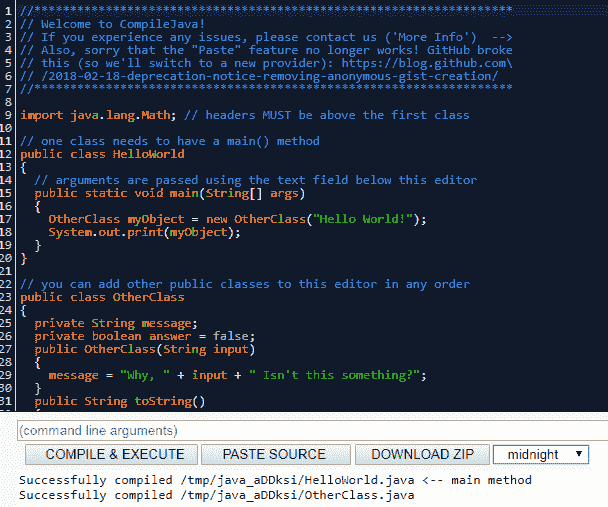 1 //*******************************************************************
2 // Welcome to CompileJava!
3 // If you experience any issues, please contact us ('More Info')  -->
4 // Also, sorry that the "Paste" feature no longer works! GitHub broke
5 // this (so we'll switch to a new provider): https://blog.github.com\
6 // /2018-02-18-deprecation-notice-removing-anonymous-gist-creation/
7 //*******************************************************************
8
9 import java.lang.Math; // headers MUST be above the first class
10
11 // one class needs to have a main() method
12 public class HelloWorld
13 {
14   // arguments are passed using the text field below this editor
15   public static void main(String[] args)
16   {
17     OtherClass myObject = new OtherClass("Hello World!");
18     System.out.print(myObject);
19   }
20 }
21
22 // you can add other public classes to this editor in any order
23 public class OtherClass
24 {
25   private String message;
26   private boolean answer = false;
27   public OtherClass(String input)
28   {
29     message = "Why, " + input + " Isn't this something?";
30   }
31   public String toString()
(command line arguments)
COMPILE & EXECUTE PASTE SOURCE DOWNLOAD ZIP midnight
Successfully compiled /tmp/java_aDDksi/HelloWorld.java <-- main method
Successfully compiled /tmp/java_aDDksi/OtherClass.java